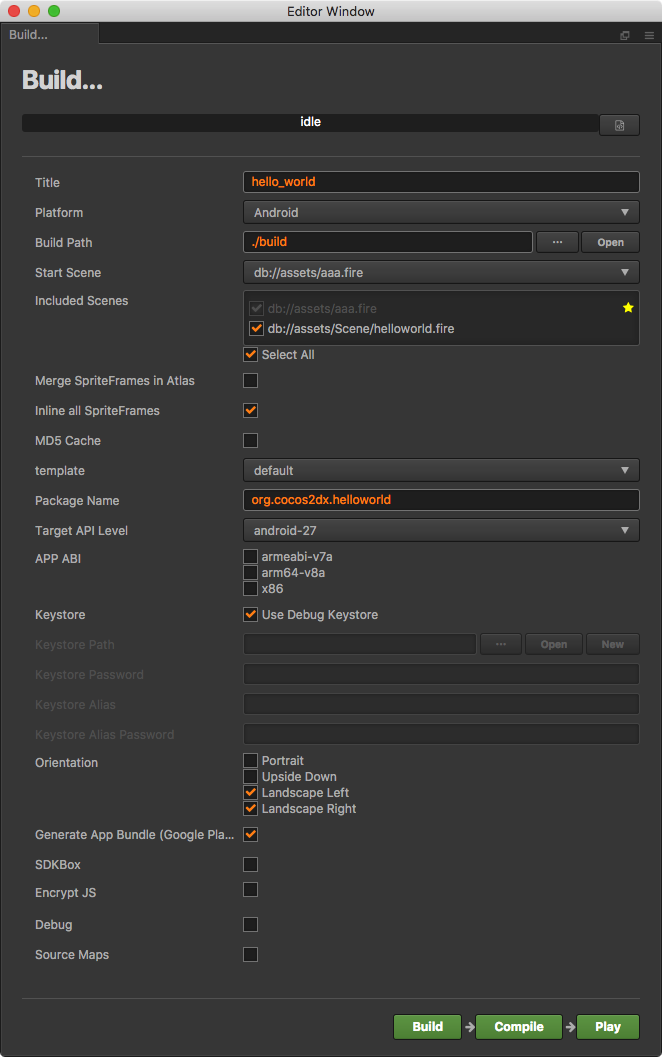 Editor Window
Build...
Build...
idle
Title hello_world
Platform Android
Build Path ./build ... Open
Start Scene db://assets/aaa.fire
Included Scenes db://assets/aaa.fire
db://assets/Scene/helloworld.fire
Select All
Merge SpriteFrames in Atlas
Inline all SpriteFrames
MD5 Cache
template default
Package Name org.cocos2dx.helloworld
Target API Level android-27
APP ABI armeabi-v7a
arm64-v8a
x86
Keystore Use Debug Keystore
Keystore Path ... Open New
Keystore Password
Keystore Alias
Keystore Alias Password
Orientation Portrait
Upside Down
Landscape Left
Landscape Right
Generate App Bundle (Google Pla...
SDKBox
Encrypt JS
Debug
Source Maps
Build Compile Play